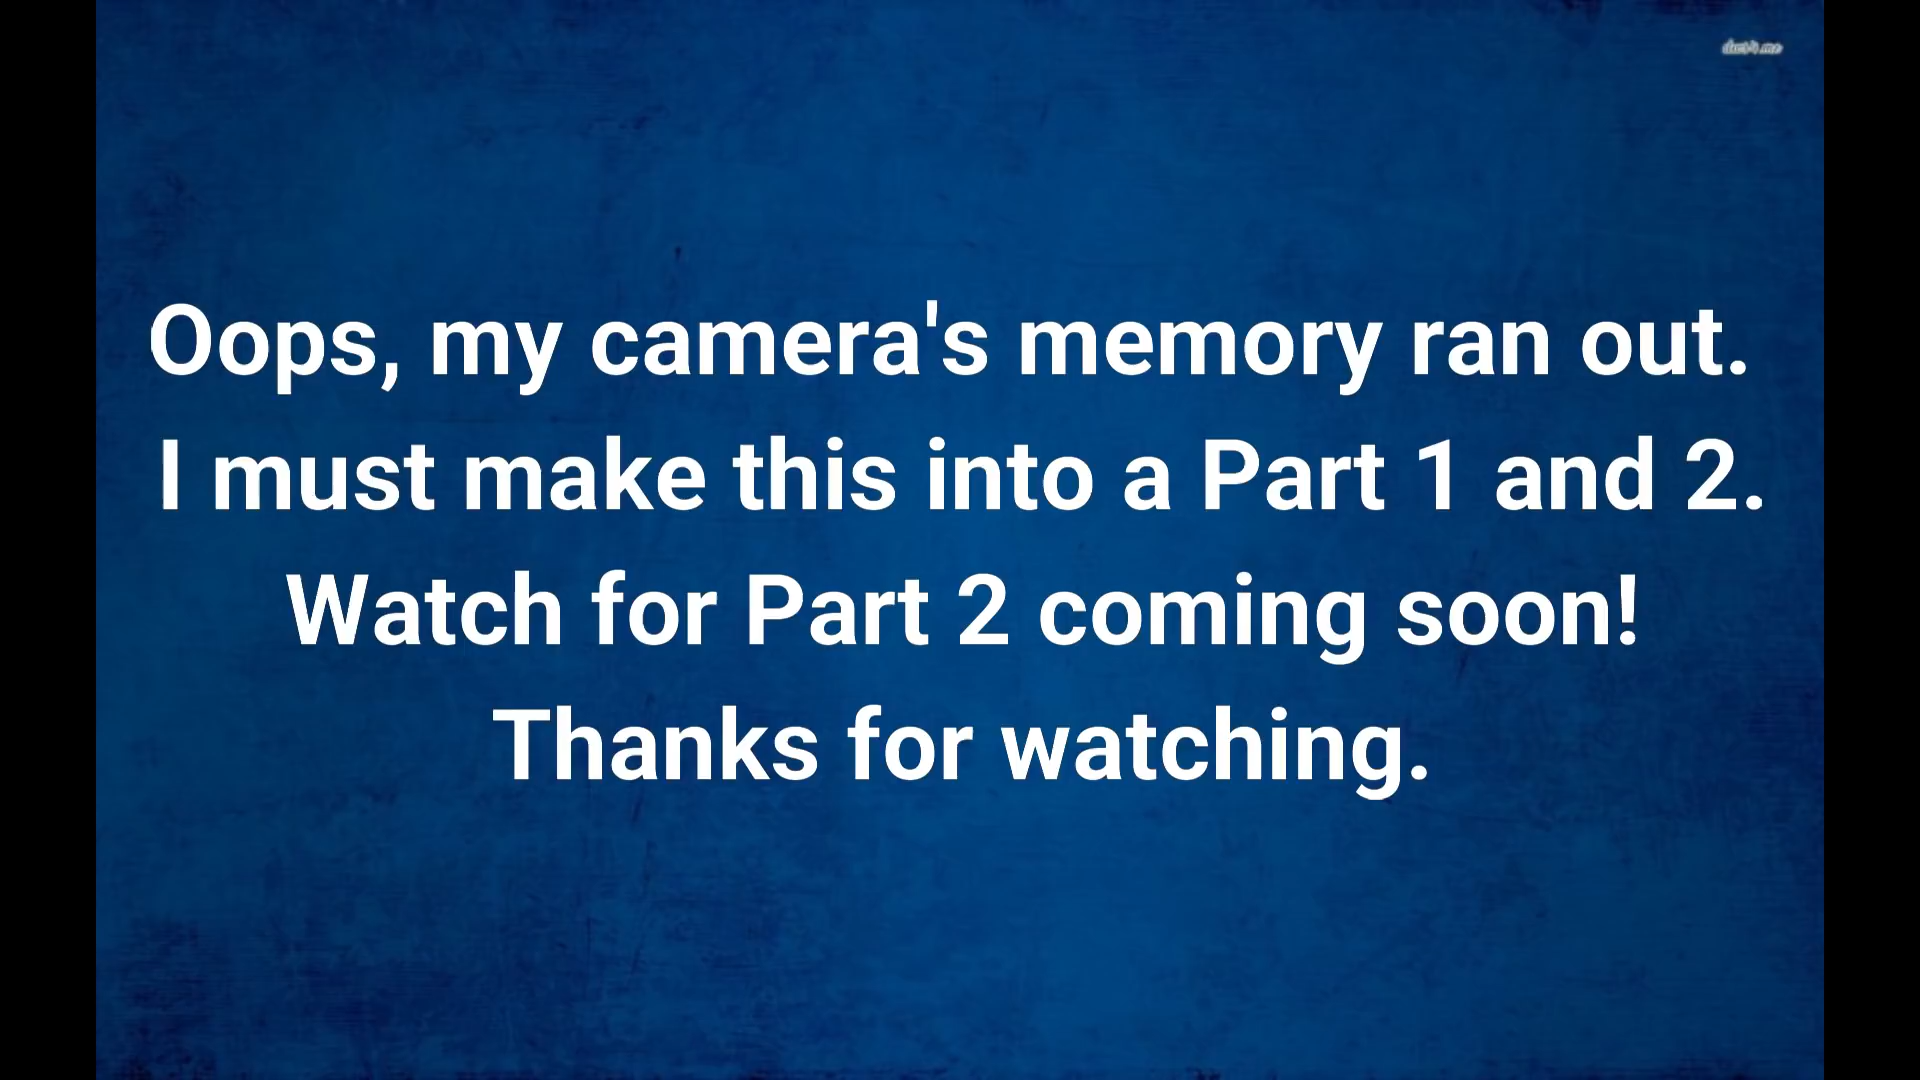 Oops, my camera's memory ran out.
I must make this into a Part 1 and 2.
Watch for Part 2 coming soon!
Thanks for watching.